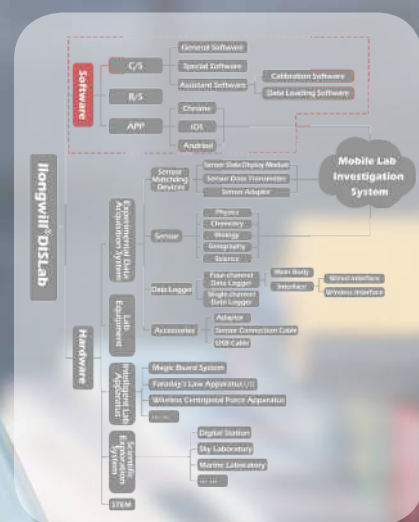 llongwill® DISLab
Software
C/S
General Software
Special Software
Assistant Software
Calibration Software
Data Loading Software
B/S
APP
Chrome
iOS
Android
Mobile Lab
Investigation
System
Hardware
Experimental Data
Acquisition System
Sensor
Matching
Devices
Sensor Data Display Module
Sensor Data Transmitter
Sensor Adaptor
Sensor
Physics
Chemistry
Biology
Geography
Science
Data Logger
Four-channel
Data Logger
Main Body
Interface
Wired Interface
Wireless Interface
Single-channel
Data Logger
Lab
Equipment
Accessories
Adaptor
Sensor Connection Cable
USB Cable
Intelligent Lab
Apparatus
Magic Board System
Faraday's Law Apparatus
Wireless Centripetal Force Apparatus
... ...
Scientific
Exploration
System
Digital Station
Sky Laboratory
Marine Laboratory
... ...
STEM